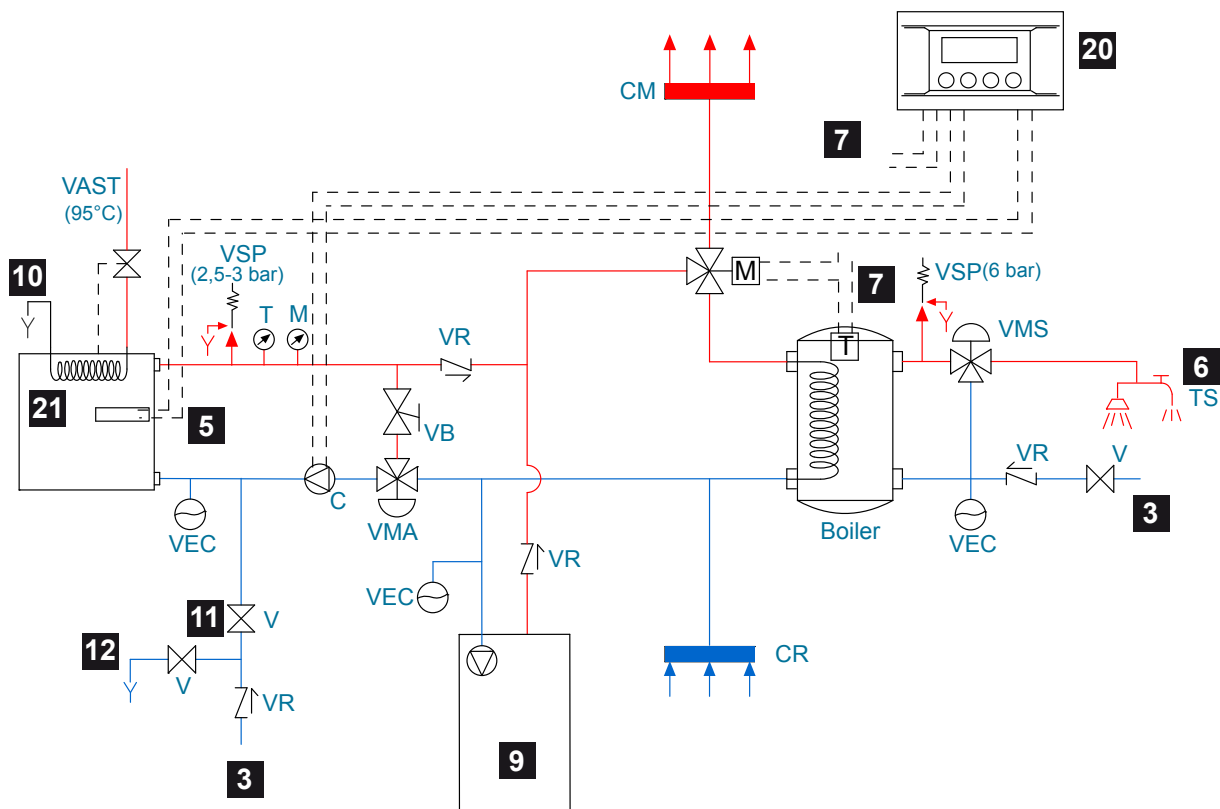 20
CM
7
VAST
(95°C)
VSP
(2,5-3 bar)
10
T
M
VR
M
7
VSP(6 bar)
VMS
T
6
TS
21
5
VB
VR
V
C
VMA
VEC
Boiler
VEC
3
VR
VEC
11
V
12
V
VR
CR
3
9